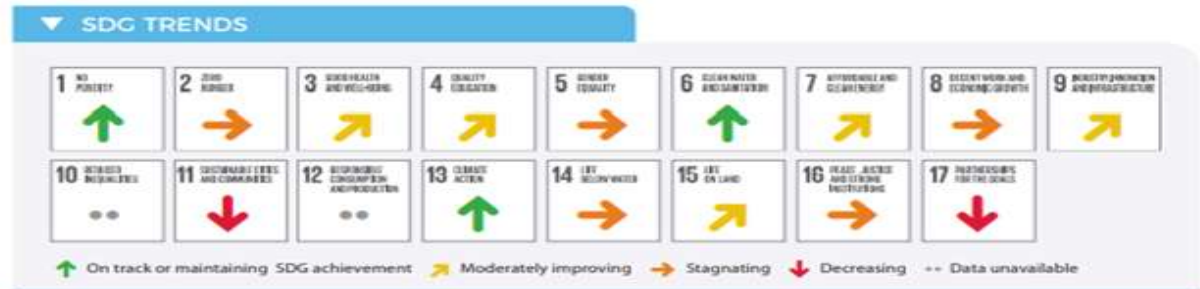 SDG TRENDS
1 NO
POVERTY
2 ZERO
HUNGER
3 GOOD HEALTH
AND WELL-BEING
4 QUALITY
EDUCATION
5 GENDER
EQUALITY
6 CLEAN WATER
AND SANITATION
7 AFFORDABLE AND
CLEAN ENERGY
8 DECENT WORK AND
ECONOMIC GROWTH
9 INDUSTRY, INNOVATION
AND INFRASTRUCTURE
10 REDUCED
INEQUALITIES
11 SUSTAINABLE CITIES
AND COMMUNITIES
12 RESPONSIBLE
CONSUMPTION
AND PRODUCTION
13 CLIMATE
ACTION
14 LIFE
BELOW WATER
15 LIFE
ON LAND
16 PEACE, JUSTICE
AND STRONG
INSTITUTIONS
17 PARTNERSHIPS
FOR THE GOALS
On track or maintaining SDG achievement Moderately improving Stagnating Decreasing Data unavailable